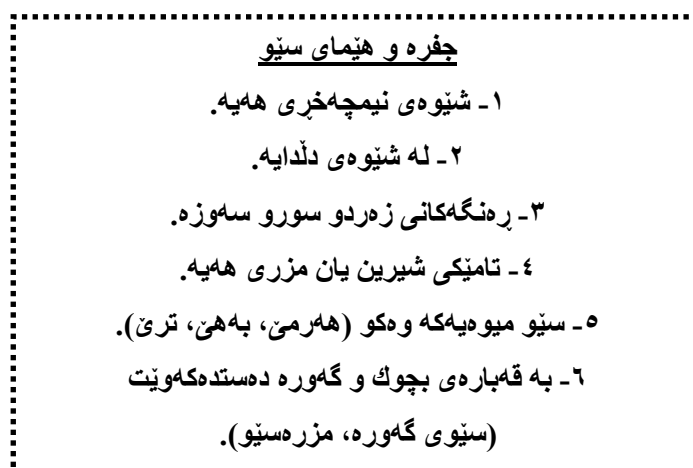 جفره و هێمای سێو
١- شێوەی نیمچەخڕی هەیە.
٢- لە شێوەی دڵدایە.
٣- ڕەنگەکانی زەردو سورو سەوزە.
٤- تامێکی شیرین یان مزری هەیە.
٥- سێو میوەیەکە وەکو (هەرمێ، بەهێ، ترێ).
٦- بە قەبارەی بچوك و گەورە دەستدەکەوێت
(سێوی گەورە، مزرەسێو).